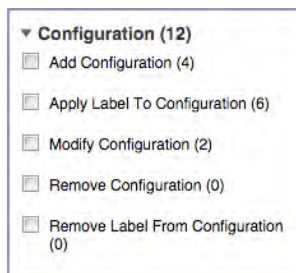 Configuration (12)
Add Configuration (4)
Apply Label To Configuration (6)
Modify Configuration (2)
Remove Configuration (0)
Remove Label From Configuration
(0)